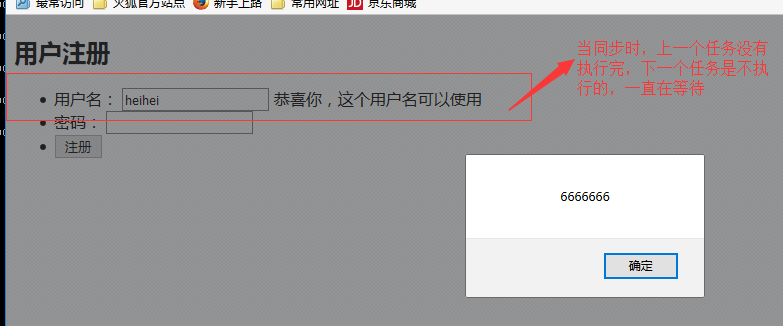 最常访问 火狐官方站点 新手上路 常用网址 JD 京东商城
用户注册
当同步时，上一个任务没有
执行完，下一个任务是不执
行的，一直在等待
用户名： heihei 恭喜你，这个用户名可以使用
密码：
注册
6666666
确定